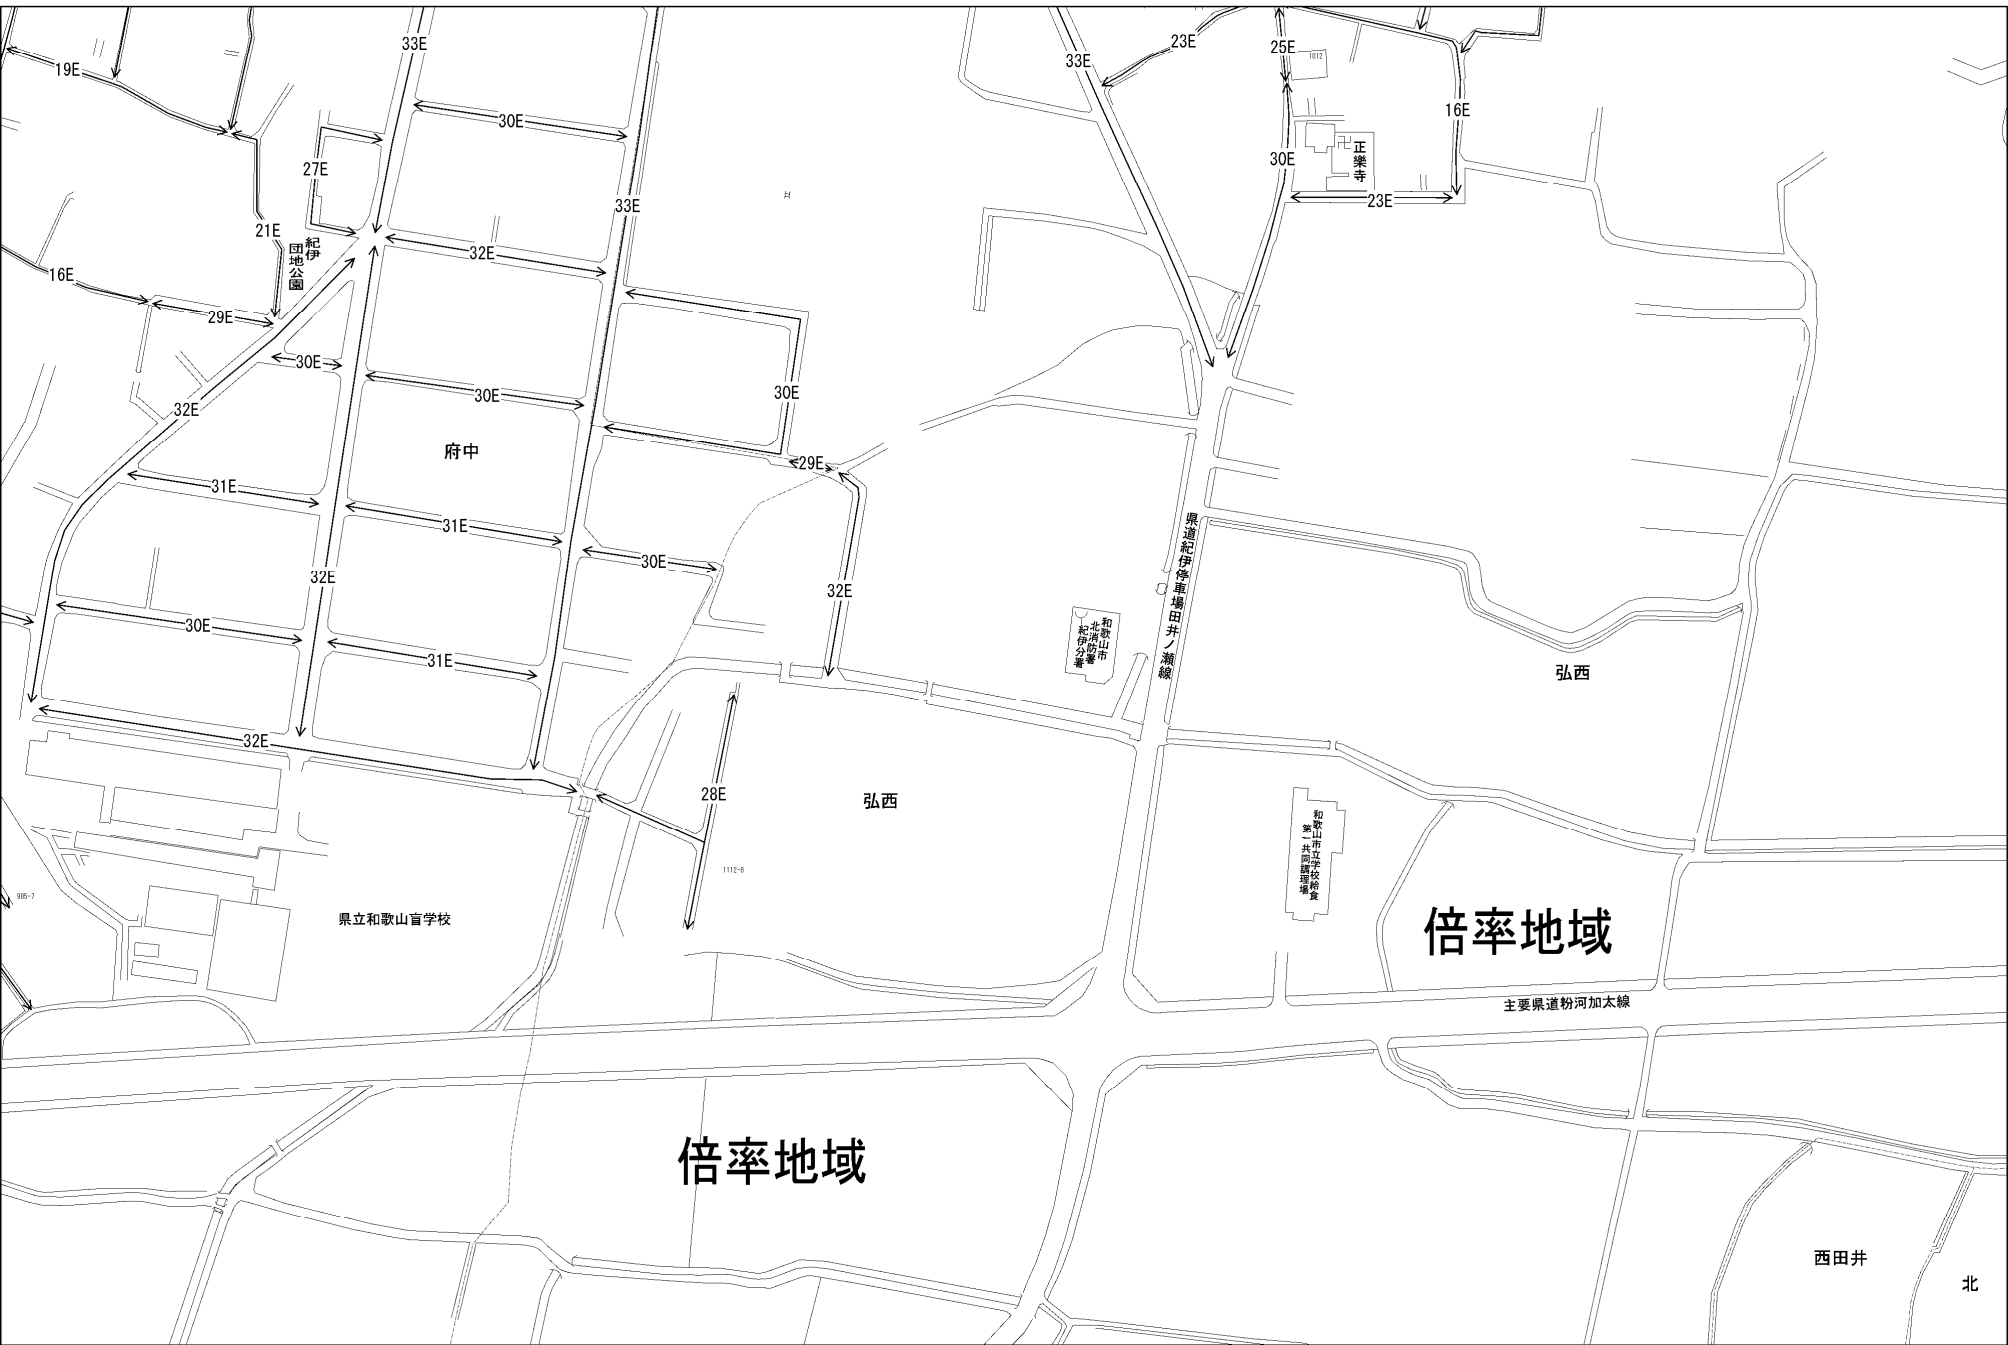 33E
23E
25E
1012
19E
33E
16E
30E
正樂寺
30E
27E
23E
33E
21E
紀伊
団地公園
32E
16E
29E
30E
30E
30E
32E
府中
29E
31E
31E
県道紀伊停車場田井ノ瀬線
30E
32E
32E
30E
和歌山市
北消防署
紀伊分署
31E
弘西
32E
28E
弘西
和歌山市立学校給食
第一共同調理場
1112-8
985-7
県立和歌山盲学校
倍率地域
主要県道粉河加太線
倍率地域
西田井
北